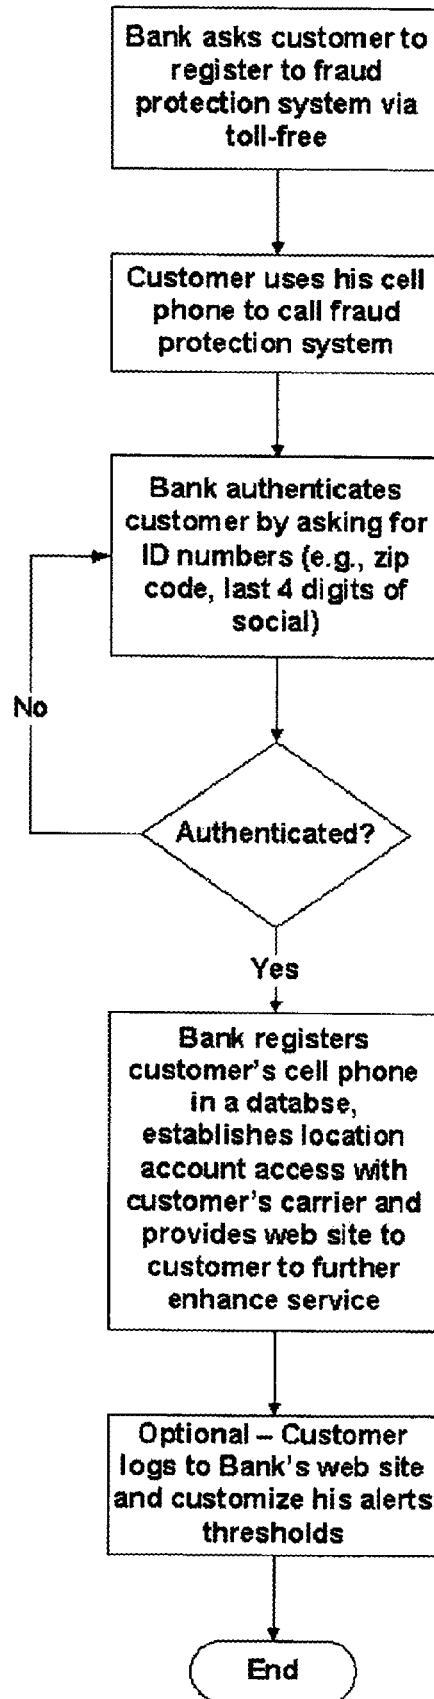 Bank asks customer to
register to fraud
protection system via
toll-free
Customer uses his cell
phone to call fraud
protection system
Bank authenticates
customer by asking for
ID numbers (e.g., zip
code, last 4 digits of
social)
No
Authenticated?
Yes
Bank registers
customer's cell phone
in a databse,
establishes location
account access with
customer's carrier and
provides web site to
customer to further
enhance service
Optional – Customer
logs to Bank's web site
and customize his alerts
thresholds
End